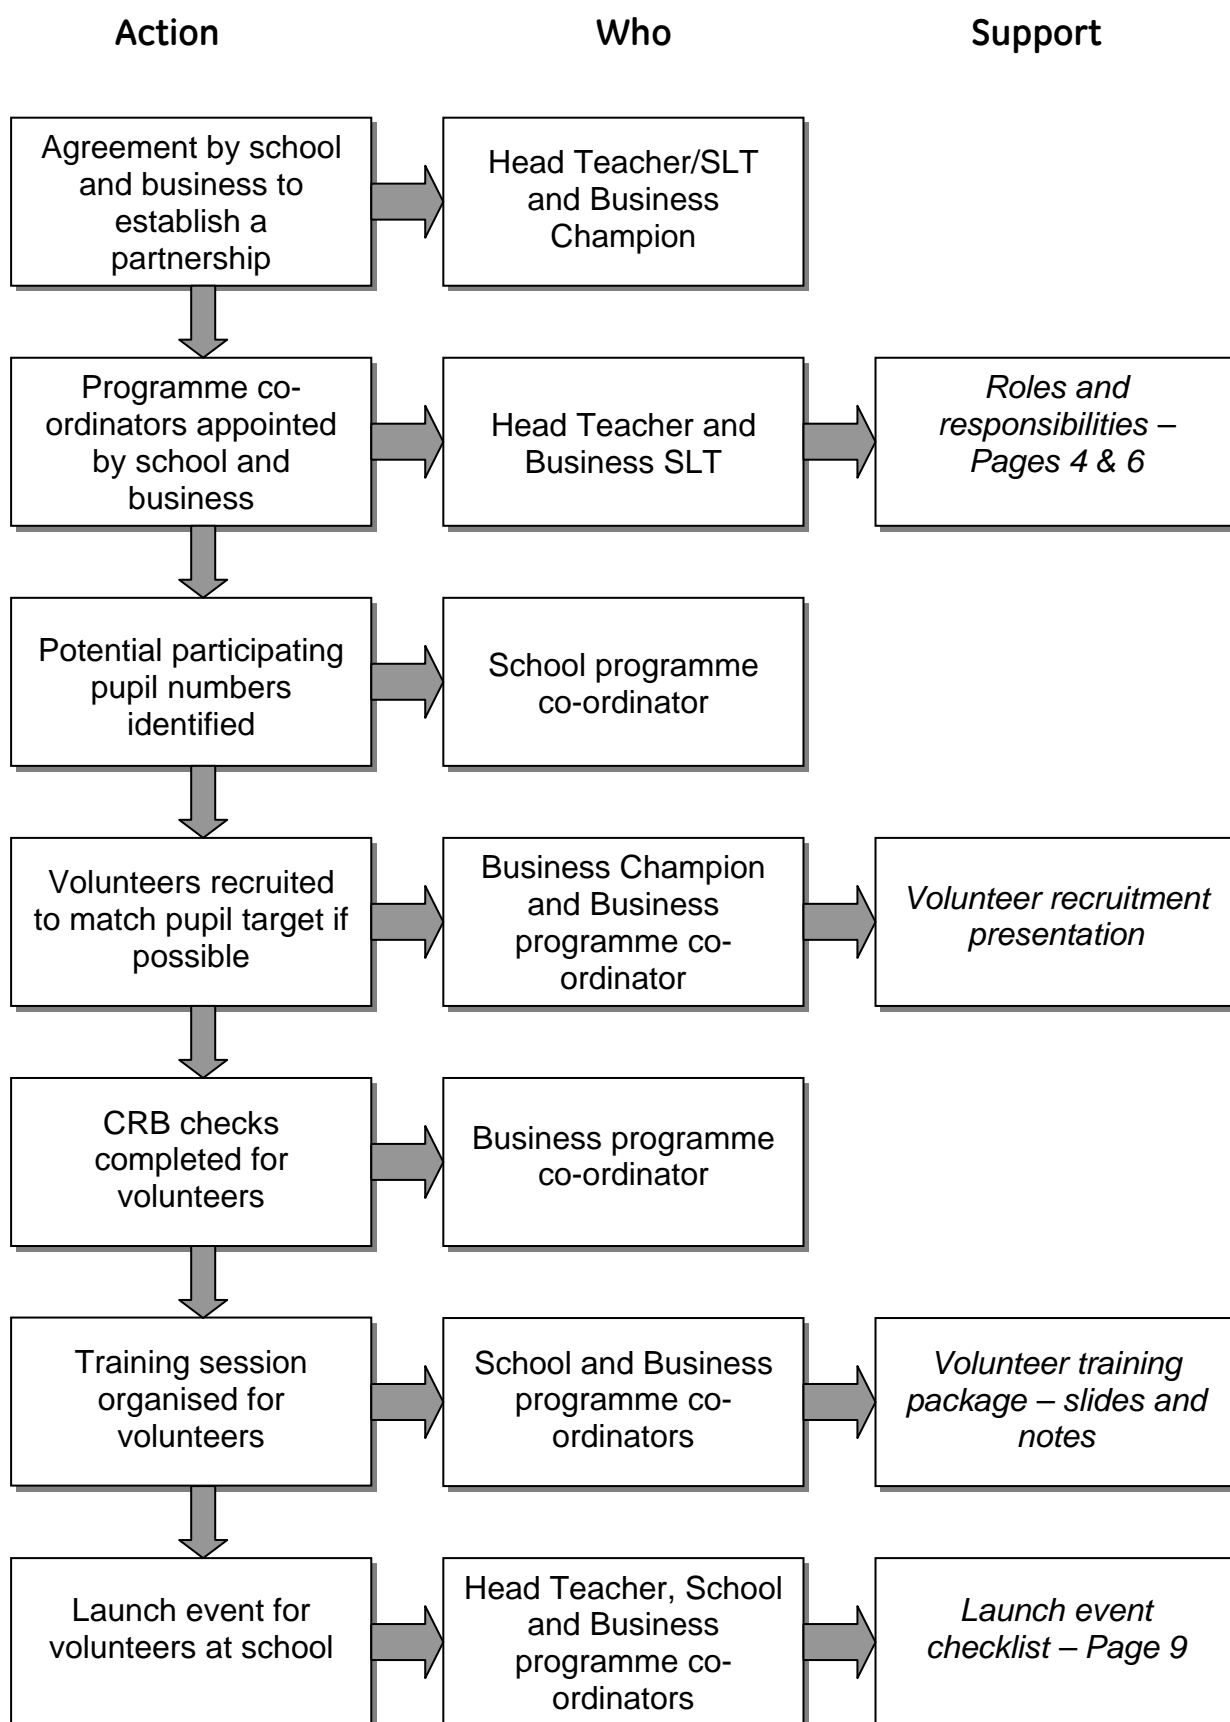 Action
Who
Support
Agreement by school
and business to
establish a
partnership
Head Teacher/SLT
and Business
Champion
Programme co-
ordinators appointed
by school and
business
Head Teacher and
Business SLT
Roles and
responsibilities –
Pages 4 & 6
Potential participating
pupil numbers
identified
School programme
co-ordinator
Volunteers recruited
to match pupil target if
possible
Business Champion
and Business
programme co-
ordinator
Volunteer recruitment
presentation
CRB checks
completed for
volunteers
Business programme
co-ordinator
Training session
organised for
volunteers
School and Business
programme co-
ordinators
Volunteer training
package – slides and
notes
Launch event for
volunteers at school
Head Teacher, School
and Business
programme co-
ordinators
Launch event
checklist – Page 9